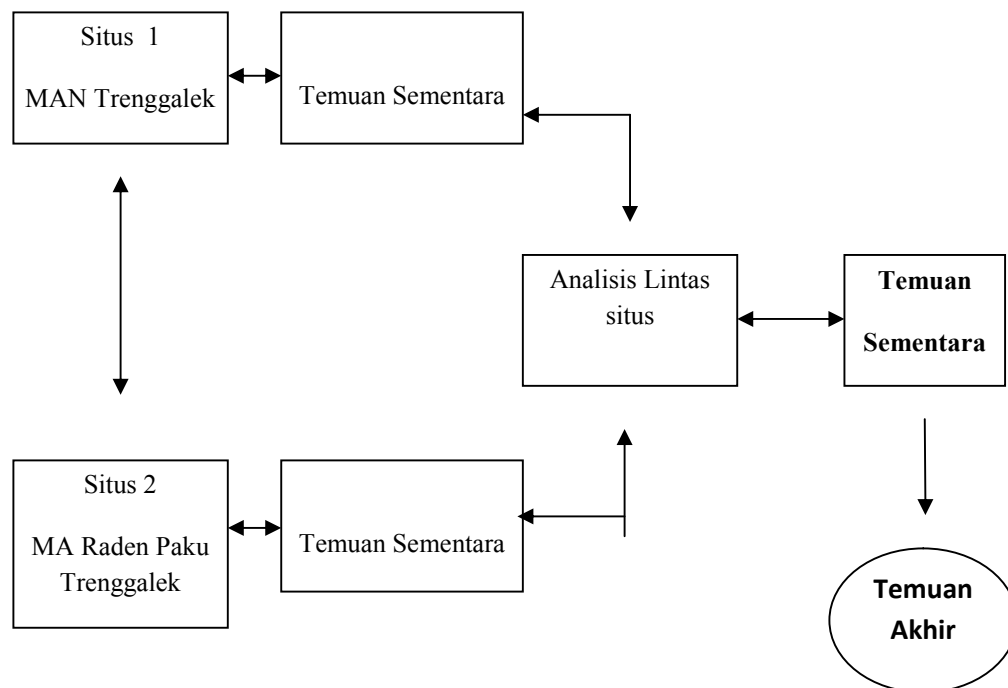 Situs 1
MAN Trenggalek
Temuan Sementara
Analisis Lintas
situs
Temuan
Sementara
Situs 2
MA Raden Paku
Trenggalek
Temuan Sementara
Temuan
Akhir